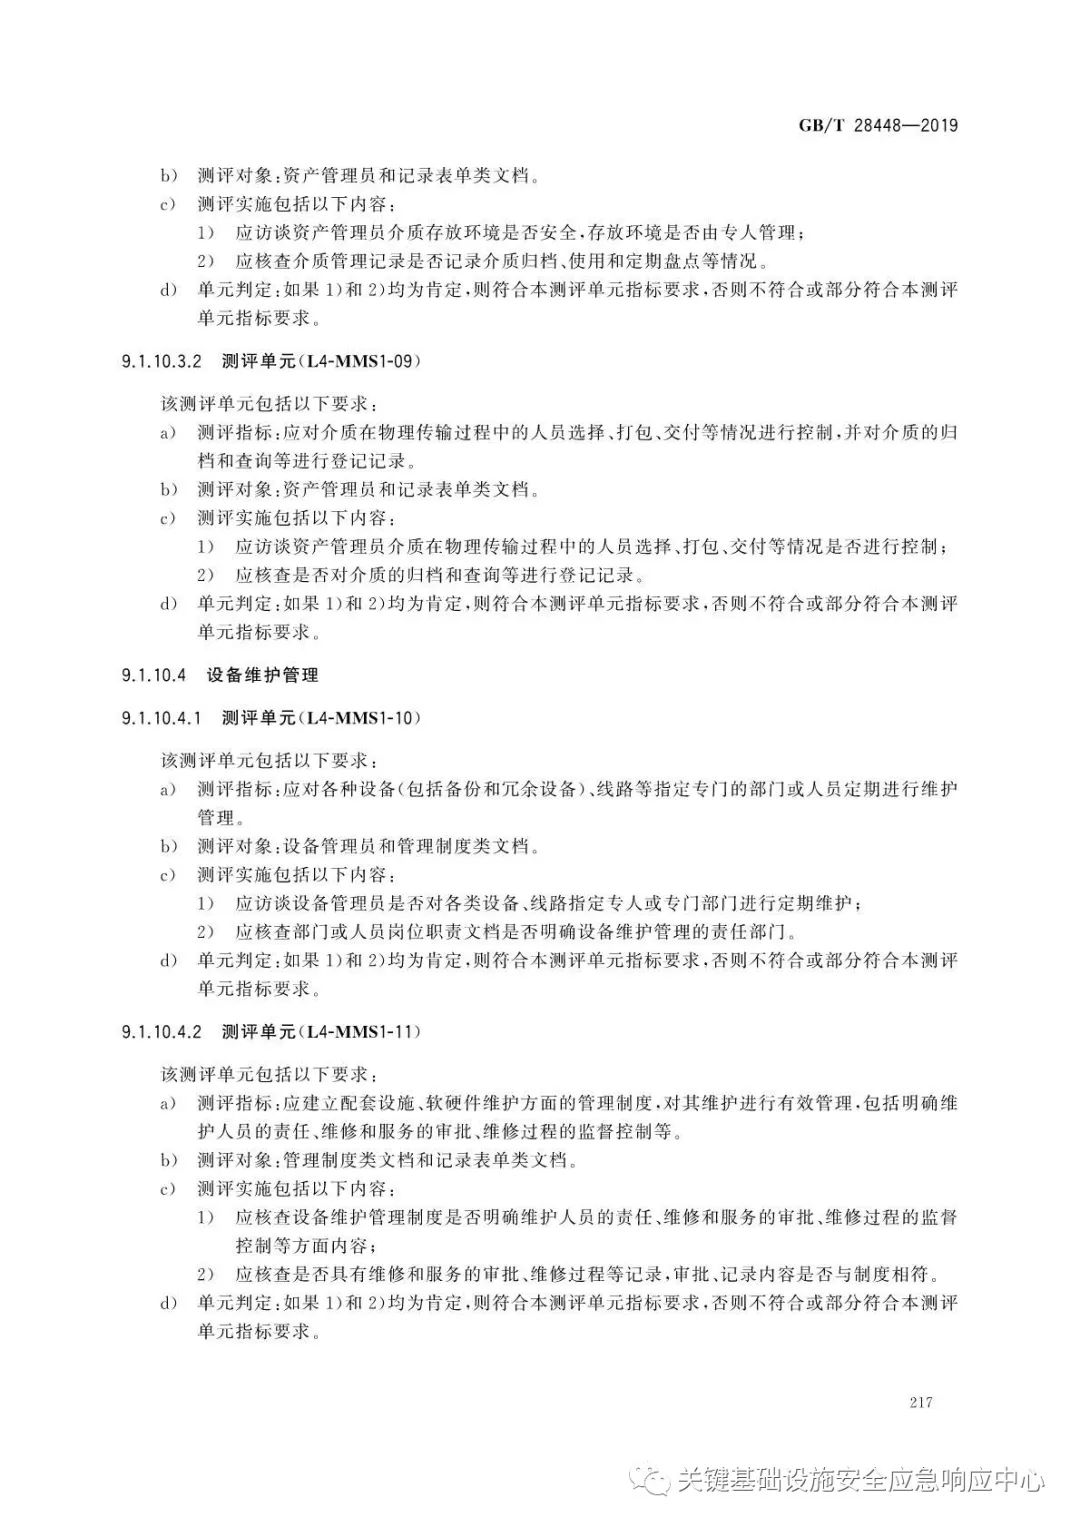 GB/T 28448—2019
b) 测评对象:资产管理员和记录表单类文档。
c) 测评实施包括以下内容:
1) 应访谈资产管理员介质存放环境是否安全,存放环境是否由专人管理;
2) 应核查介质管理记录是否记录介质归档、使用和定期盘点等情况。
d) 单元判定:如果1)和2)均为肯定,则符合本测评单元指标要求,否则不符合或部分符合本测评
单元指标要求。
9.1.10.3.2 测评单元(L4-MMS1-09)
该测评单元包括以下要求:
a) 测评指标:应对介质在物理传输过程中的人员选择、打包、交付等情况进行控制,并对介质的归
档和查询等进行登记记录。
b) 测评对象:资产管理员和记录表单类文档。
c) 测评实施包括以下内容:
1) 应访谈资产管理员介质在物理传输过程中的人员选择、打包、交付等情况是否进行控制;
2) 应核查是否对介质的归档和查询等进行登记记录。
d) 单元判定:如果1)和2)均为肯定,则符合本测评单元指标要求,否则不符合或部分符合本测评
单元指标要求。
9.1.10.4 设备维护管理
9.1.10.4.1 测评单元(L4-MMS1-10)
该测评单元包括以下要求:
a) 测评指标:应对各种设备(包括备份和冗余设备)、线路等指定专门的部门或人员定期进行维护
管理。
b) 测评对象:设备管理员和管理制度类文档。
c) 测评实施包括以下内容:
1) 应访谈设备管理员是否对各类设备、线路指定专人或专门部门进行定期维护;
2) 应核查部门或人员岗位职责文档是否明确设备维护管理的责任部门。
d) 单元判定:如果1)和2)均为肯定,则符合本测评单元指标要求,否则不符合或部分符合本测评
单元指标要求。
9.1.10.4.2 测评单元(L4-MMS1-11)
该测评单元包括以下要求:
a) 测评指标:应建立配套设施、软硬件维护方面的管理制度,对其维护进行有效管理,包括明确维
护人员的责任、维修和服务的审批、维修过程的监督控制等。
b) 测评对象:管理制度类文档和记录表单类文档。
c) 测评实施包括以下内容:
1) 应核查设备维护管理制度是否明确维护人员的责任、维修和服务的审批、维修过程的监督
控制等方面内容;
2) 应核查是否具有维修和服务的审批、维修过程等记录,审批、记录内容是否与制度相符。
d) 单元判定:如果1)和2)均为肯定,则符合本测评单元指标要求,否则不符合或部分符合本测评
单元指标要求。
217
关键基础设施安全应急响应中心